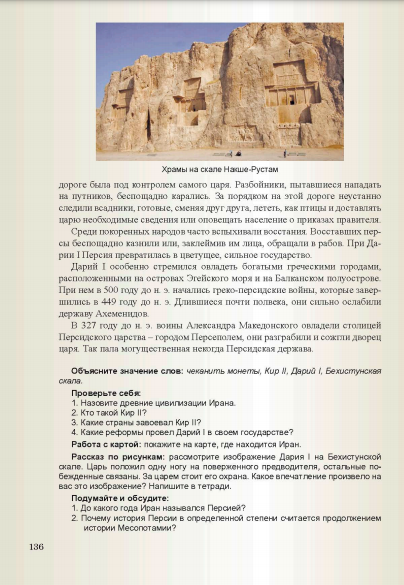 Храмы на скале Накше-Рустам
дороге была под контролем самого царя. Разбойники, пытавшиеся нападать
на путников, беспощадно карались. За порядком на этой дороге неустанно
следили всадники, готовые, сменяя друг друга, лететь, как птицы и доставлять
царю необходимые сведения или оповещать население о приказах правителя.
Среди покоренных народов часто вспыхивали восстания. Восставших пер-
сы беспощадно казнили или, заклеймив им лица, обращали в рабов. При Да-
рии I Персия превратилась в цветущее, сильное государство.
Дарий I особенно стремился овладеть богатыми греческими городами,
расположенными на островах Эгейского моря и на Балканском полуострове.
При нем в 500 году до н. э. начались греко-персидские войны, которые завер-
шились в 449 году до н. э. Длившиеся почти полвека, они сильно ослабили
державу Ахеменидов.
В 327 году до н. э. воины Александра Македонского овладели столицей
Персидского царства – городом Персеполем, они разграбили и сожгли дворец
царя. Так пала могущественная некогда Персидская держава.
Объясните значение слов: чеканить монеты, Кир II, Дарий I, Бехистунская
скала.
Проверьте себя:
1. Назовите древние цивилизации Ирана.
2. Кто такой Кир II?
3. Какие страны завоевал Кир II?
4. Какие реформы провел Дарий I в своем государстве?
Работа с картой: покажите на карте, где находится Иран.
Рассказ по рисункам: рассмотрите изображение Дария I на Бехистунской
скале. Царь положил одну ногу на поверженного предводителя, остальные по-
бежденные связаны. За царем стоит его охрана. Какое впечатление произвело на
вас это изображение? Напишите в тетради.
Подумайте и обсудите:
1. До какого года Иран назывался Персией?
2. Почему история Персии в определенной степени считается продолжением
истории Месопотамии?
136